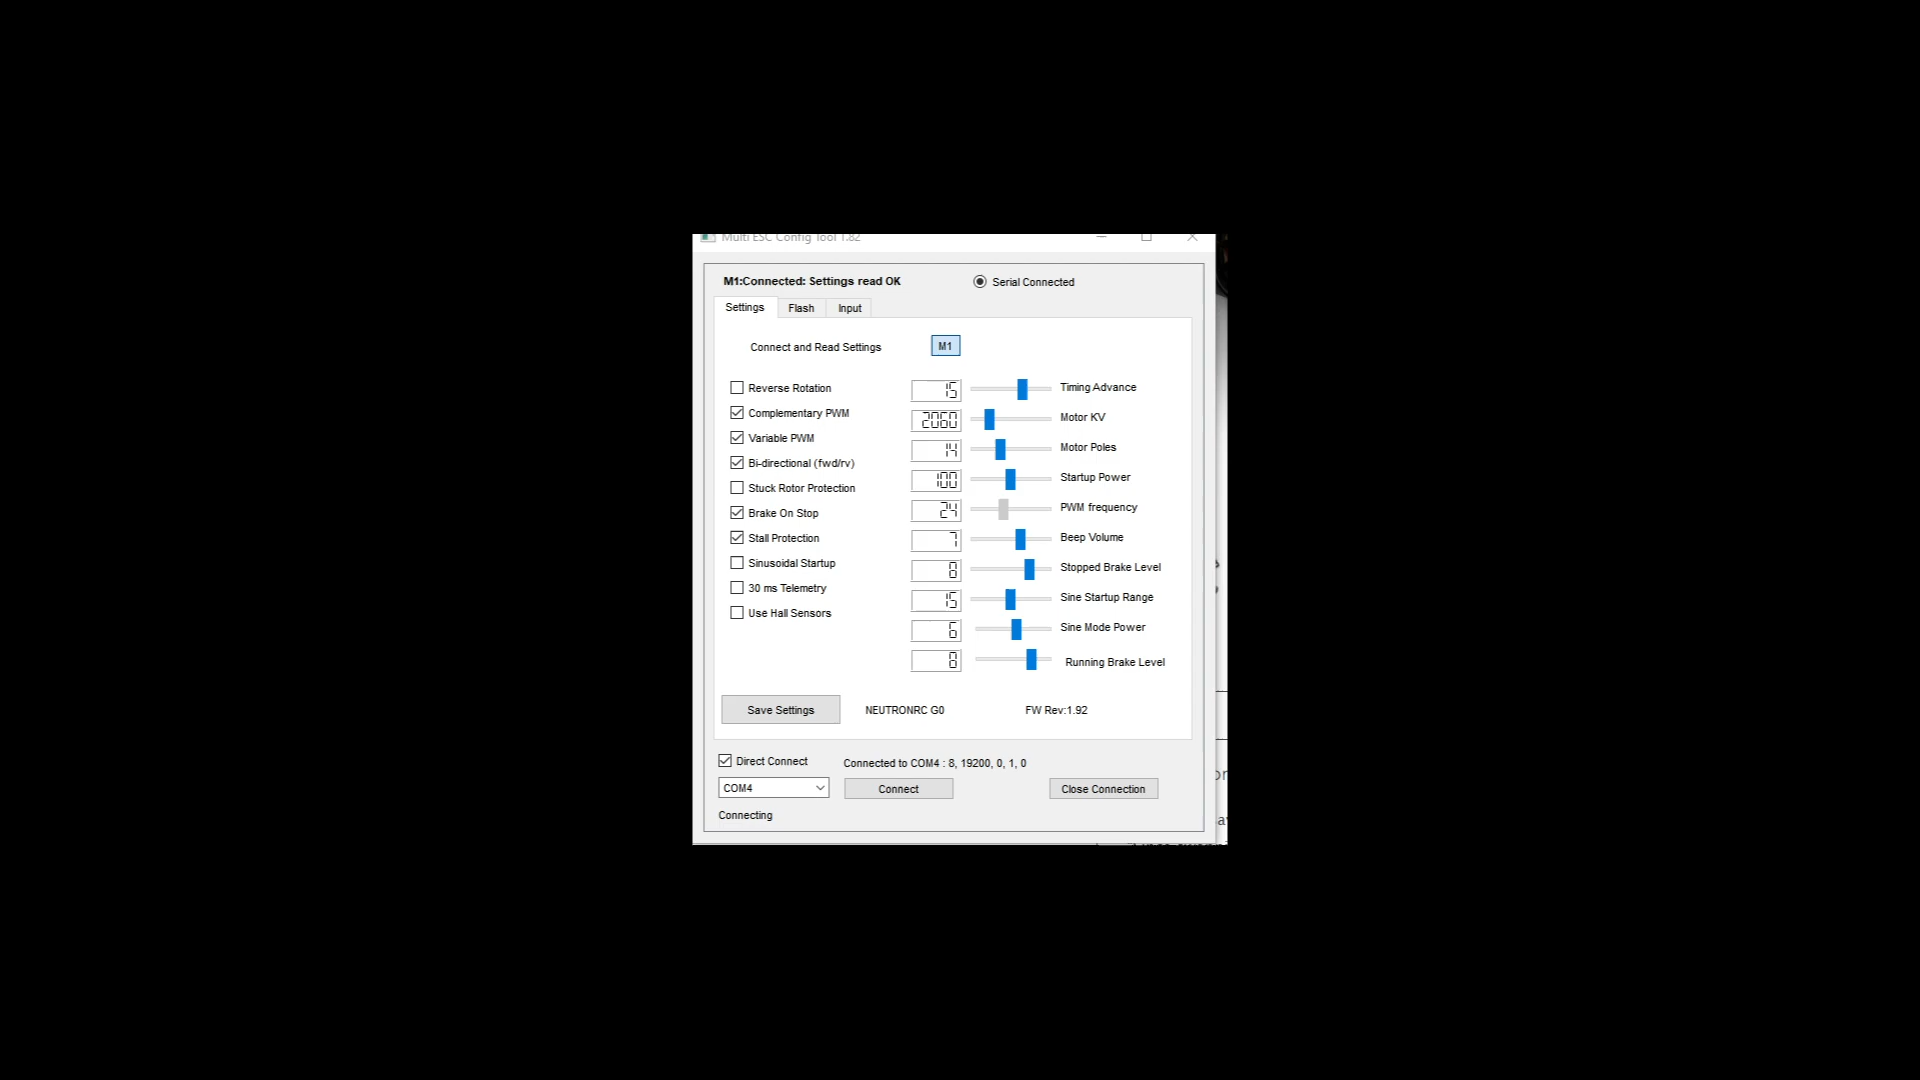 Multi ESC Config Tool 1.82
M1:Connected: Settings read OK
Serial Connected
Settings Flash Input
Connect and Read Settings M1
Reverse Rotation 15 Timing Advance
Complementary PWM 2060 Motor KV
Variable PWM 14 Motor Poles
Bi-directional (fwd/rv) 100 Startup Power
Stuck Rotor Protection 24 PWM frequency
Brake On Stop 7 Beep Volume
Stall Protection 8 Stopped Brake Level
Sinusoidal Startup 15 Sine Startup Range
30 ms Telemetry 6 Sine Mode Power
Use Hall Sensors 8 Running Brake Level
Save Settings NEUTRONRC G0 FW Rev:1.92
Direct Connect Connected to COM4 : 8, 19200, 0, 1, 0
COM4 Connect Close Connection
Connecting